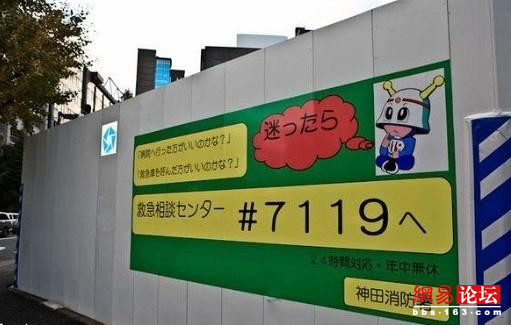 「病院へ行った方がいいのかな？」
「救急車を呼んだ方がいいのかな？」
迷ったら
救急相談センター #7119へ
24時間対応・年中無休
神田消防署
網易论坛
bbs·163.com